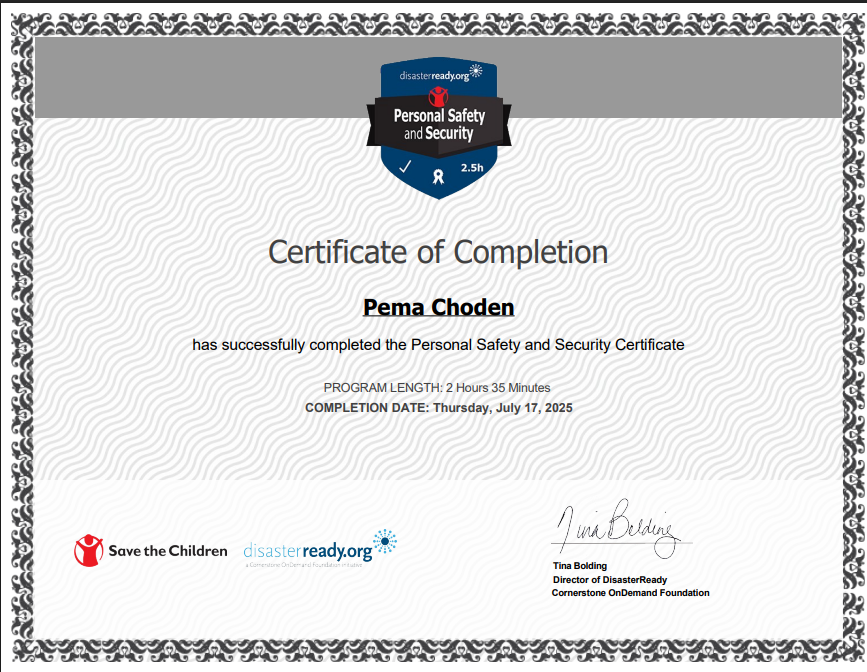 disasterready.org
Personal Safety
and Security
2.5h
Certificate of Completion
Pema Choden
has successfully completed the Personal Safety and Security Certificate
PROGRAM LENGTH: 2 Hours 35 Minutes
COMPLETION DATE: Thursday, July 17, 2025
Save the Children
disasterready.org
a Cornerstone OnDemand Foundation initiative
Tina Bolding
Tina Bolding
Director of DisasterReady
Cornerstone OnDemand Foundation